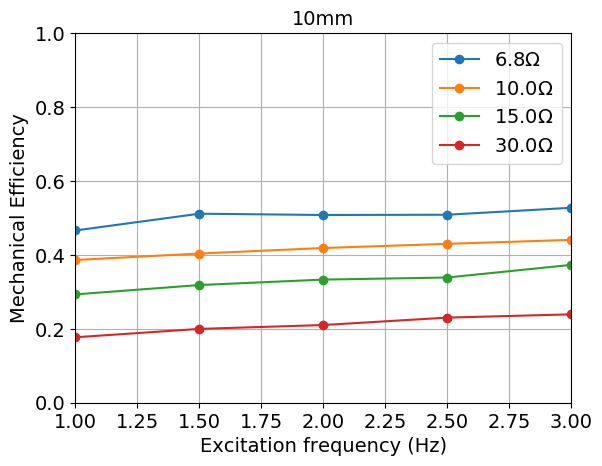 10mm
6.8Ω
10.0Ω
15.0Ω
30.0Ω
Mechanical Efficiency
1.0
0.8
0.6
0.4
0.2
0.0
1.00 1.25 1.50 1.75 2.00 2.25 2.50 2.75 3.00
Excitation frequency (Hz)